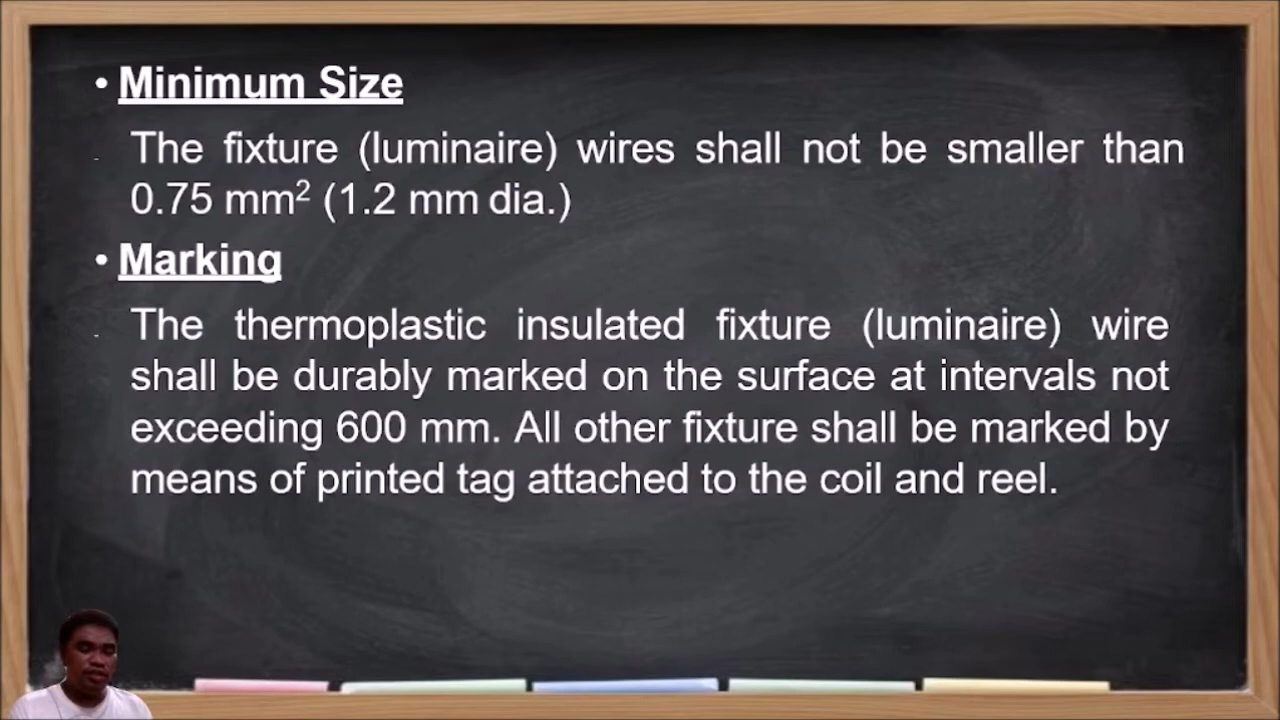 • Minimum Size
- The fixture (luminaire) wires shall not be smaller than
0.75 mm² (1.2 mm dia.)
• Marking
- The thermoplastic insulated fixture (luminaire) wire
shall be durably marked on the surface at intervals not
exceeding 600 mm. All other fixture shall be marked by
means of printed tag attached to the coil and reel.